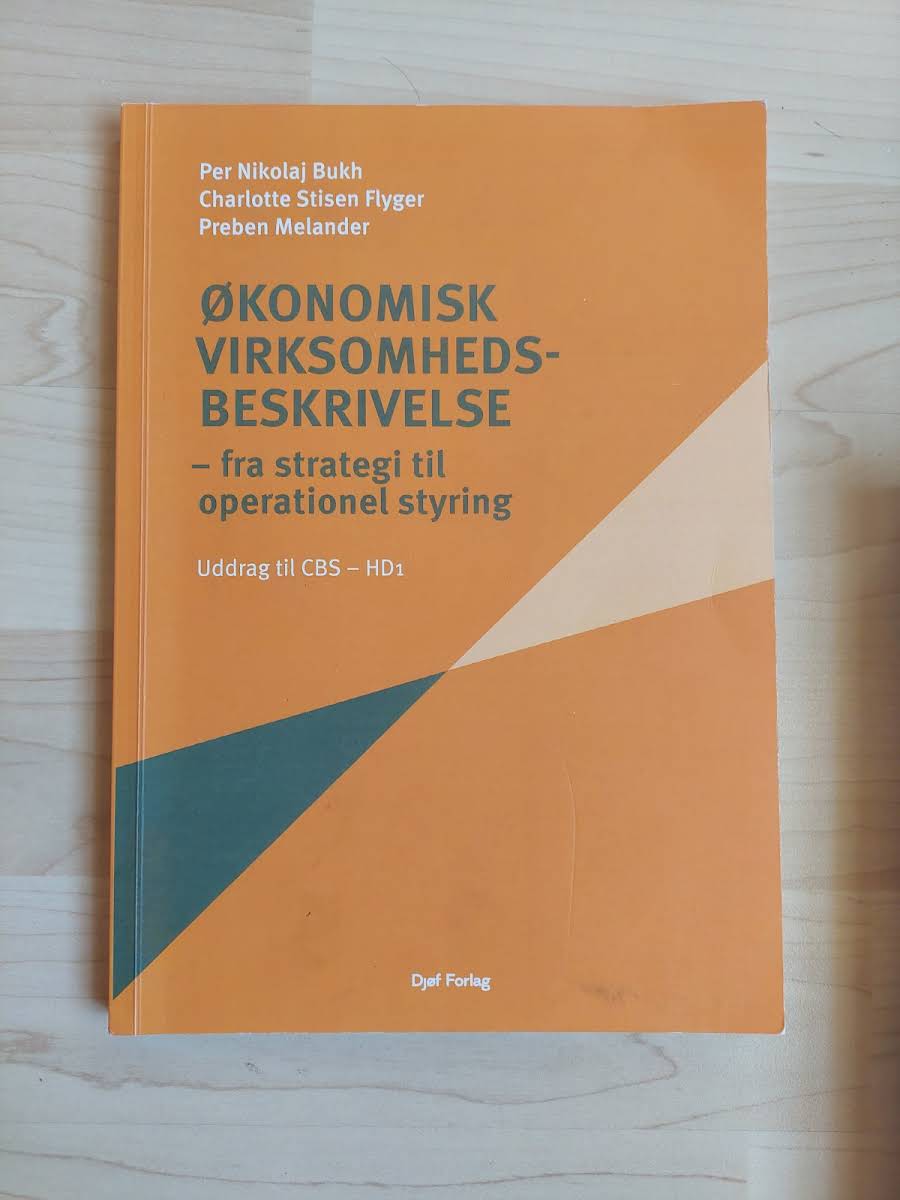 Per Nikolaj Bukh
Charlotte Stisen Flyger
Preben Melander
ØKONOMISK
VIRKSOMHEDS-
BESKRIVELSE
– fra strategi til
operationel styring
Uddrag til CBS – HD1
Djøf Forlag